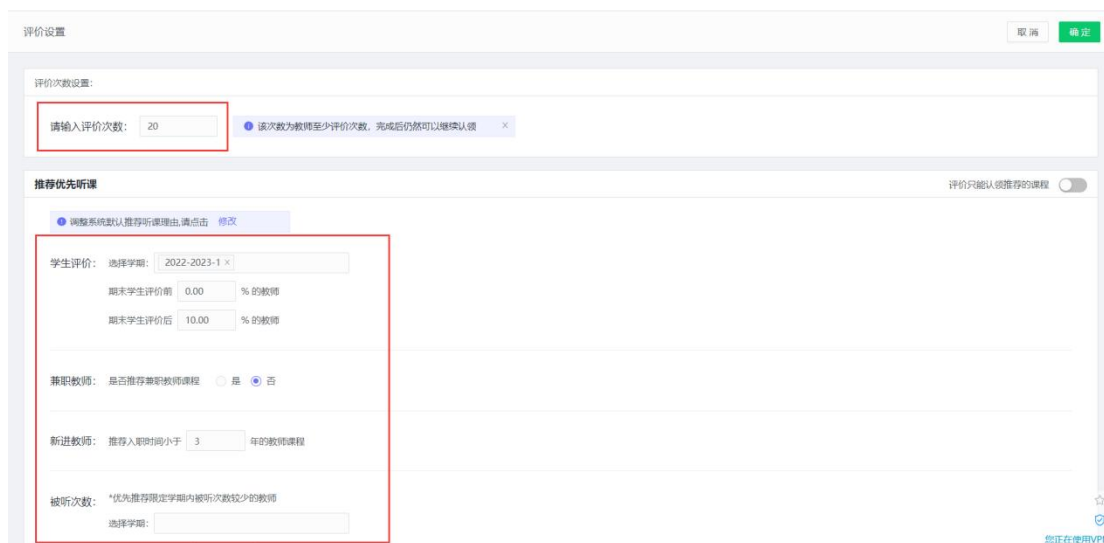 评价设置 取消 确定
评价次数设置:
请输入评价次数: 20 该次数为教师至少评价次数，完成后仍然可以继续认领 ×
推荐优先听课 评价只能认领推荐的课程
调整系统默认推荐听课理由,请点击 修改
学生评价: 选择学期: 2022-2023-1 ×
期末学生评价前 0.00 % 的教师
期末学生评价后 10.00 % 的教师
兼职教师: 是否推荐兼职教师课程 是 否
新进教师: 推荐入职时间小于 3 年的教师课程
被听次数: *优先推荐限定学期内被听次数较少的教师
选择学期:
您正在使用VP